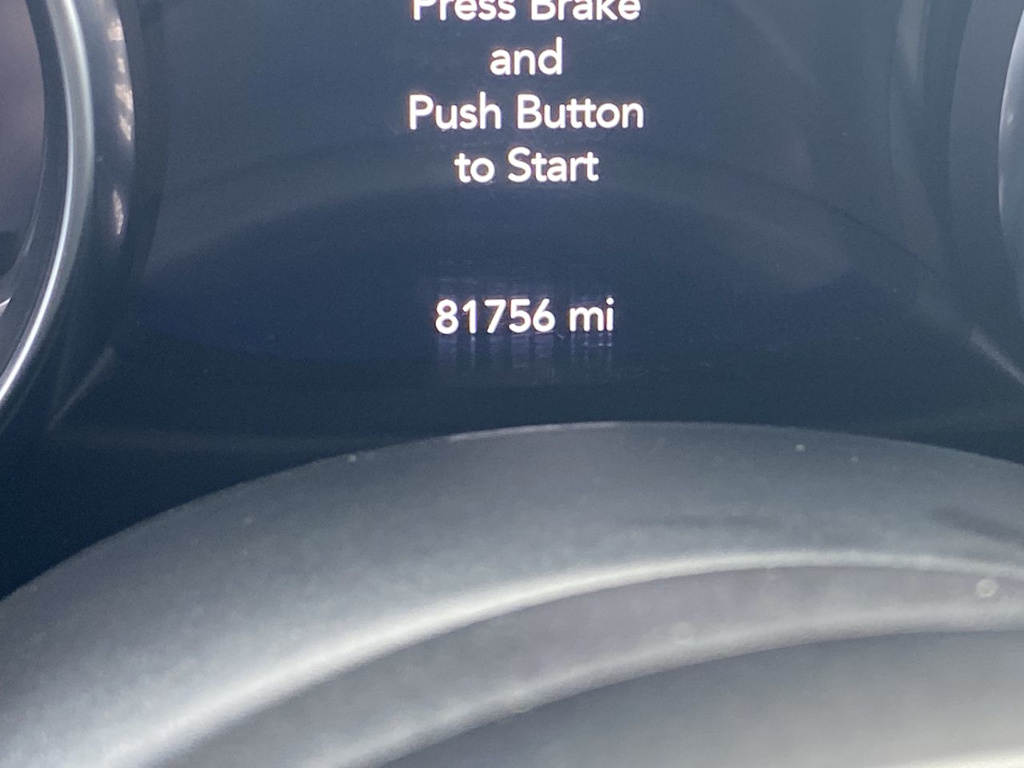 Press Brake
and
Push Button
to Start
81756 mi